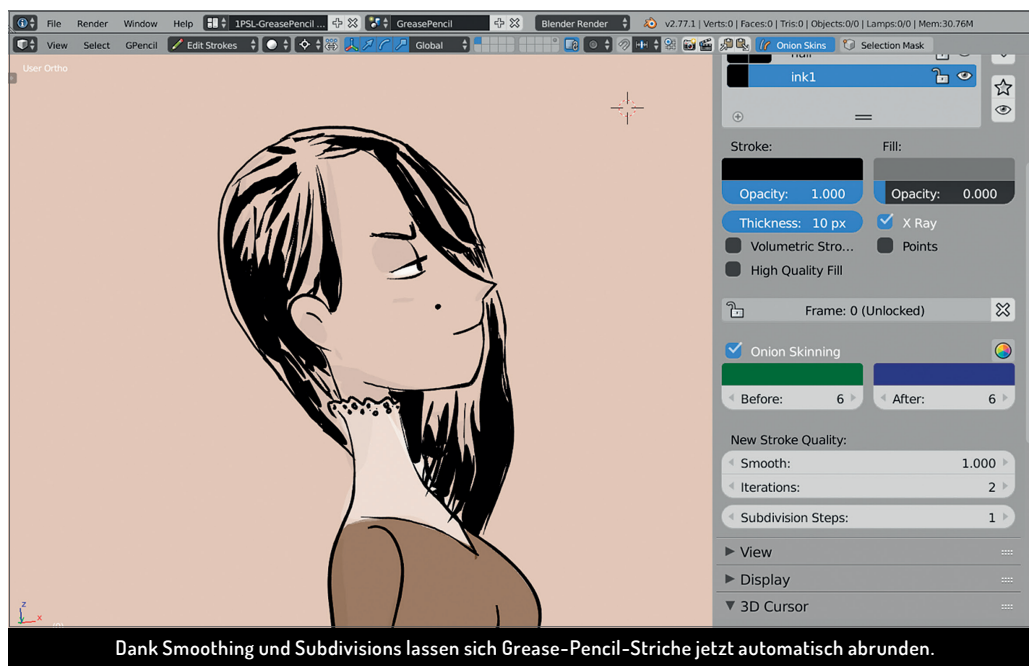 File Render Window Help 1PSL-GreasePencil ... GreasePencil Blender Render v2.77.1 | Verts:0 | Faces:0 | Tris:0 | Objects:0/0 | Lamps:0/0 | Mem:30.76M
View Select GPencil Edit Strokes Global Onion Skins Selection Mask
User Ortho
hair
ink1
Stroke: Fill:
Opacity: 1.000 Opacity: 0.000
Thickness: 10 px X Ray
Volumetric Stro... Points
High Quality Fill
Frame: 0 (Unlocked)
Onion Skinning
Before: 6 After: 6
New Stroke Quality:
Smooth: 1.000
Iterations: 2
Subdivision Steps: 1
View
Display
3D Cursor
z
x
Dank Smoothing und Subdivisions lassen sich Grease-Pencil-Striche jetzt automatisch abrunden.